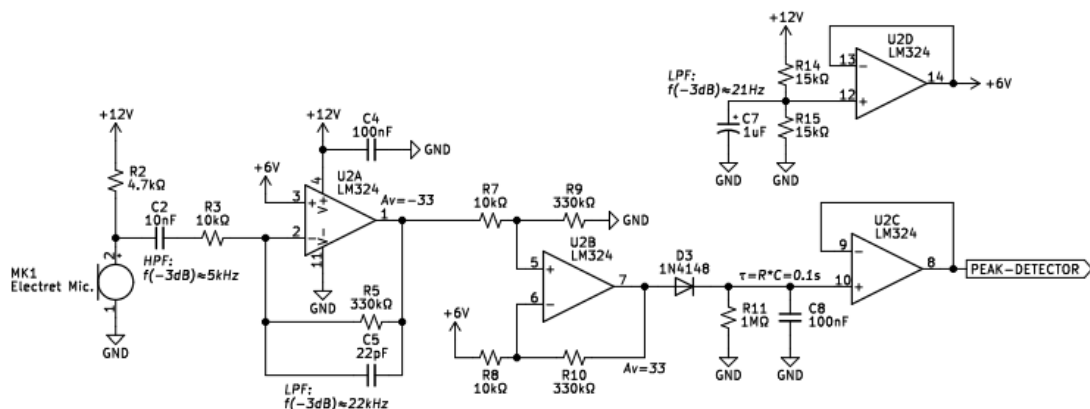 +12V
R2
4.7kΩ
2
+
MK1
Electret Mic.
1
GND
C2
10nF
HPF:
f(-3dB)≈5kHz
R3
10kΩ
+6V
+12V
C4
100nF
GND
U2A
LM324
4
V+
3
+
2
-
V-
11
1
Av=-33
GND
R5
330kΩ
C5
22pF
LPF:
f(-3dB)≈22kHz
R7
10kΩ
R9
330kΩ
GND
U2B
LM324
5
+
6
-
7
+6V
R8
10kΩ
R10
330kΩ
Av=33
D3
1N4148
τ=R*C=0.1s
R11
1MΩ
GND
C8
100nF
GND
U2C
LM324
9
-
10
+
8
PEAK-DETECTOR
+12V
R14
15kΩ
LPF:
f(-3dB)≈21Hz
+
C7
1uF
GND
R15
15kΩ
GND
U2D
LM324
13
-
12
+
14
+6V